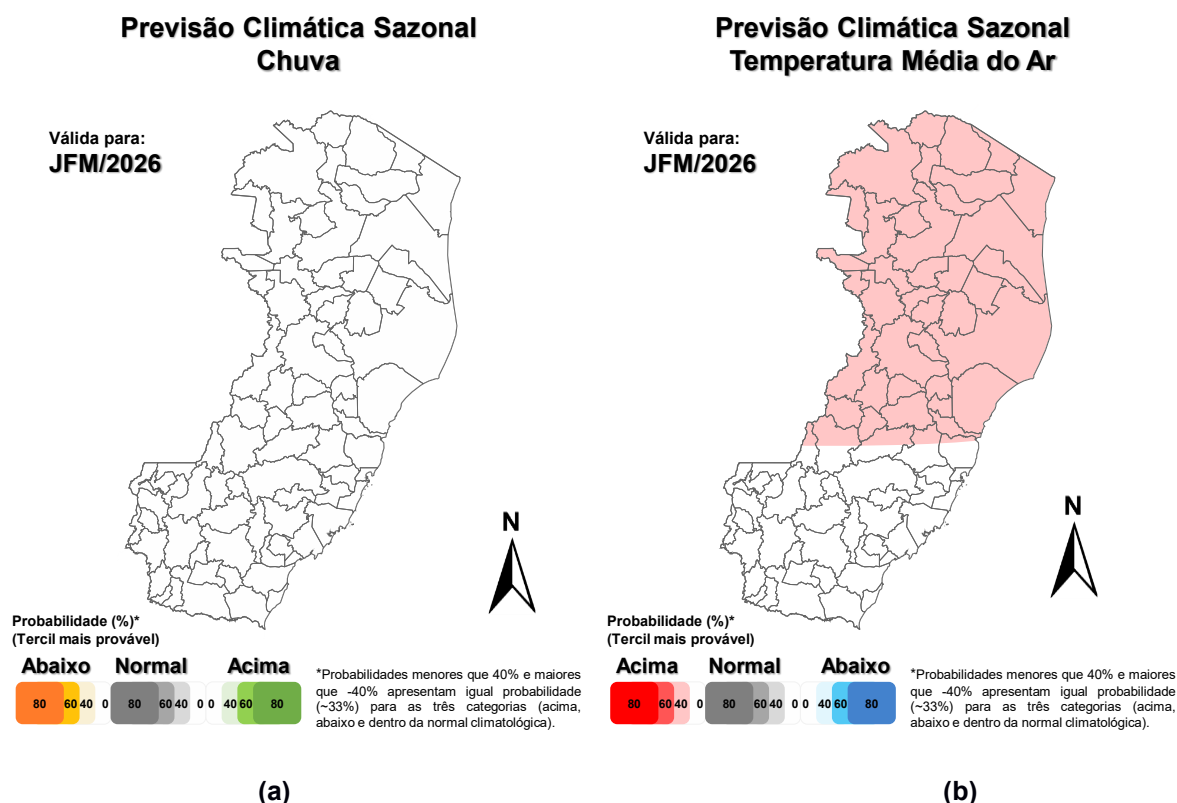 Previsão Climática Sazonal
Chuva
Válida para:
JFM/2026
N
Probabilidade (%)*
(Tercil mais provável)
Abaixo Normal Acima
80 60 40 0 80 60 40 0 0 40 60 80
*Probabilidades menores que 40% e maiores
que -40% apresentam igual probabilidade
(~33%) para as três categorias (acima,
abaixo e dentro da normal climatológica).
(a)
Previsão Climática Sazonal
Temperatura Média do Ar
Válida para:
JFM/2026
N
Probabilidade (%)*
(Tercil mais provável)
Acima Normal Abaixo
80 60 40 0 80 60 40 0 0 40 60 80
*Probabilidades menores que 40% e maiores
que -40% apresentam igual probabilidade
(~33%) para as três categorias (acima,
abaixo e dentro da normal climatológica).
(b)